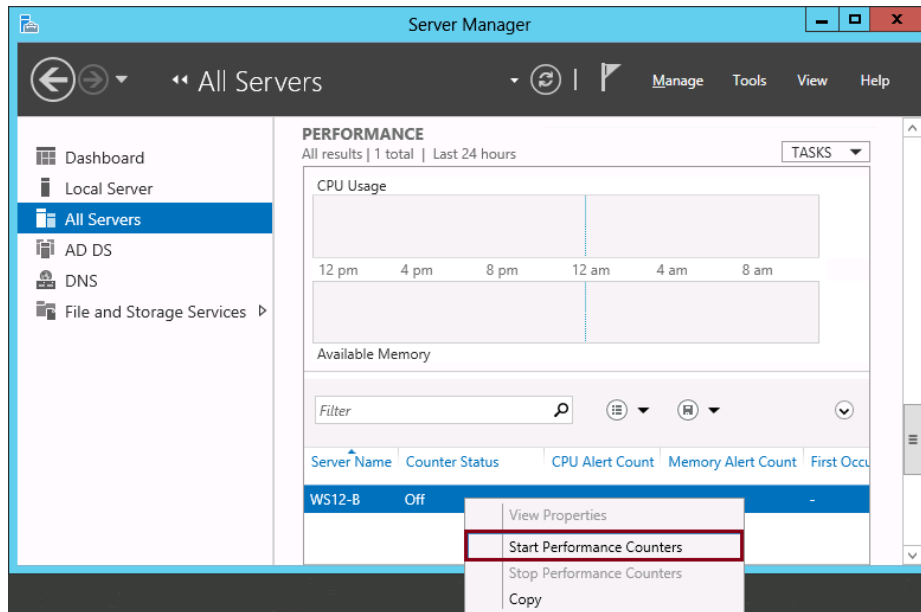 Server Manager
All Servers
Manage Tools View Help
Dashboard
Local Server
All Servers
AD DS
DNS
File and Storage Services
PERFORMANCE
All results | 1 total | Last 24 hours
TASKS
CPU Usage
12 pm 4 pm 8 pm 12 am 4 am 8 am
Available Memory
Filter
Server Name Counter Status CPU Alert Count Memory Alert Count First Occu
WS12-B Off -
View Properties
Start Performance Counters
Stop Performance Counters
Copy